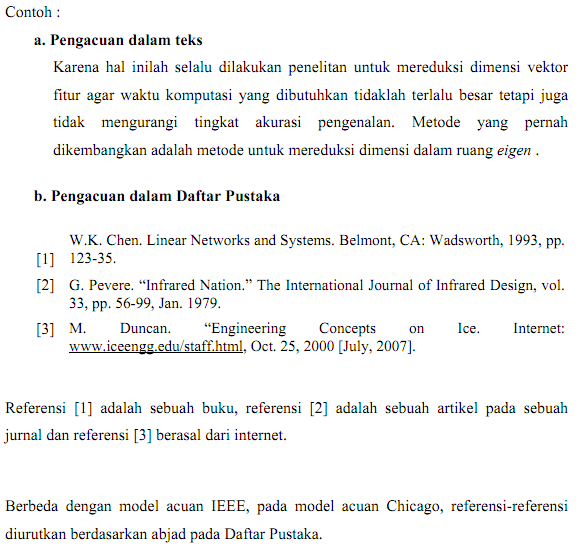 Contoh :
a. Pengacuan dalam teks
Karena hal inilah selalu dilakukan penelitan untuk mereduksi dimensi vektor
fitur agar waktu komputasi yang dibutuhkan tidaklah terlalu besar tetapi juga
tidak mengurangi tingkat akurasi pengenalan. Metode yang pernah
dikembangkan adalah metode untuk mereduksi dimensi dalam ruang eigen .
b. Pengacuan dalam Daftar Pustaka
W.K. Chen. Linear Networks and Systems. Belmont, CA: Wadsworth, 1993, pp.
[1] 123-35.
[2] G. Pevere. “Infrared Nation.” The International Journal of Infrared Design, vol.
33, pp. 56-99, Jan. 1979.
[3] M. Duncan. “Engineering Concepts on Ice. Internet:
www.iceengg.edu/staff.html, Oct. 25, 2000 [July, 2007].
Referensi [1] adalah sebuah buku, referensi [2] adalah sebuah artikel pada sebuah
jurnal dan referensi [3] berasal dari internet.
Berbeda dengan model acuan IEEE, pada model acuan Chicago, referensi-referensi
diurutkan berdasarkan abjad pada Daftar Pustaka.